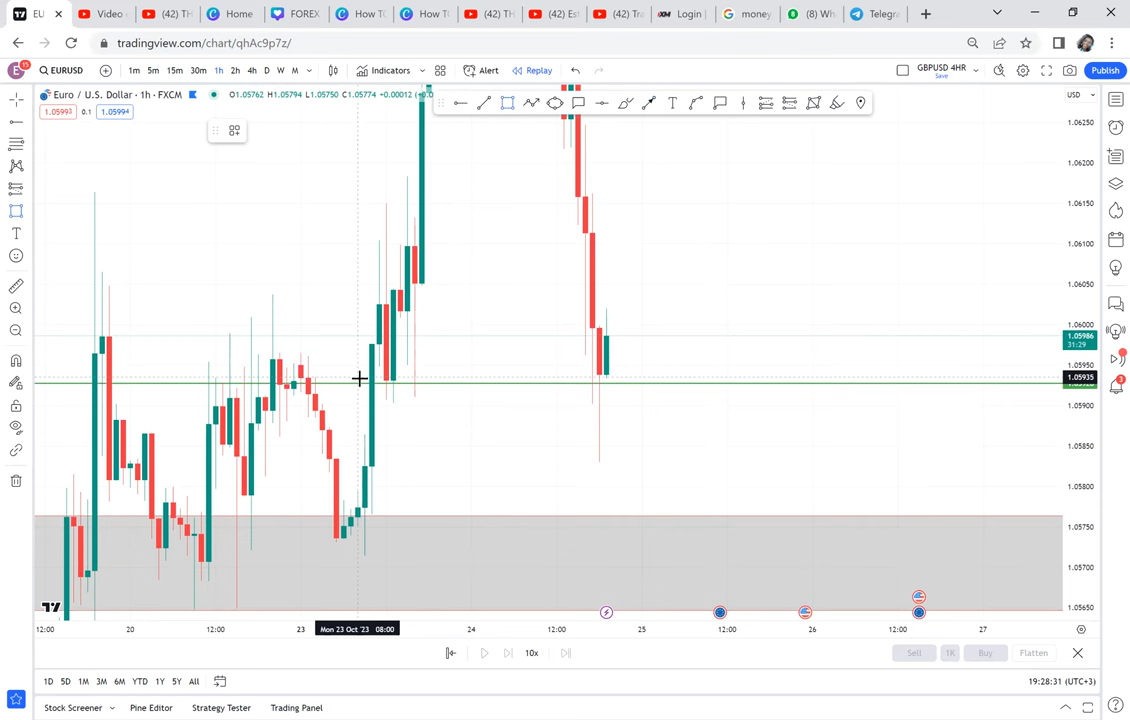 EU
Video
(42) TH
Home
FOREX
How T
How T
(42) TH
(42) Est
(42) Tra
Login |
money
(8) Wh
Telegra
tradingview.com/chart/qhAc9p7z/
E 15 EURUSD 1m 5m 15m 30m 1h 2h 4h D W M Indicators Alert Replay GBPUSD 4HR Save Publish
Euro / U.S. Dollar · 1h · FXCM O1.05762 H1.05794 L1.05750 C1.05774 +0.00012 USD
1.05993 0.1 1.05994
1.06250
1.06200
1.06150
1.06100
1.06050
1.06000
1.05986
31:29
1.05950
1.05935
1.05900
1.05850
1.05800
1.05750
1.05700
1.05650
12:00 20 12:00 23 Mon 23 Oct '23 08:00 24 12:00 25 12:00 26 12:00 27
10x Sell 1K Buy Flatten
1D 5D 1M 3M 6M YTD 1Y 5Y All 19:28:31 (UTC+3)
Stock Screener Pine Editor Strategy Tester Trading Panel